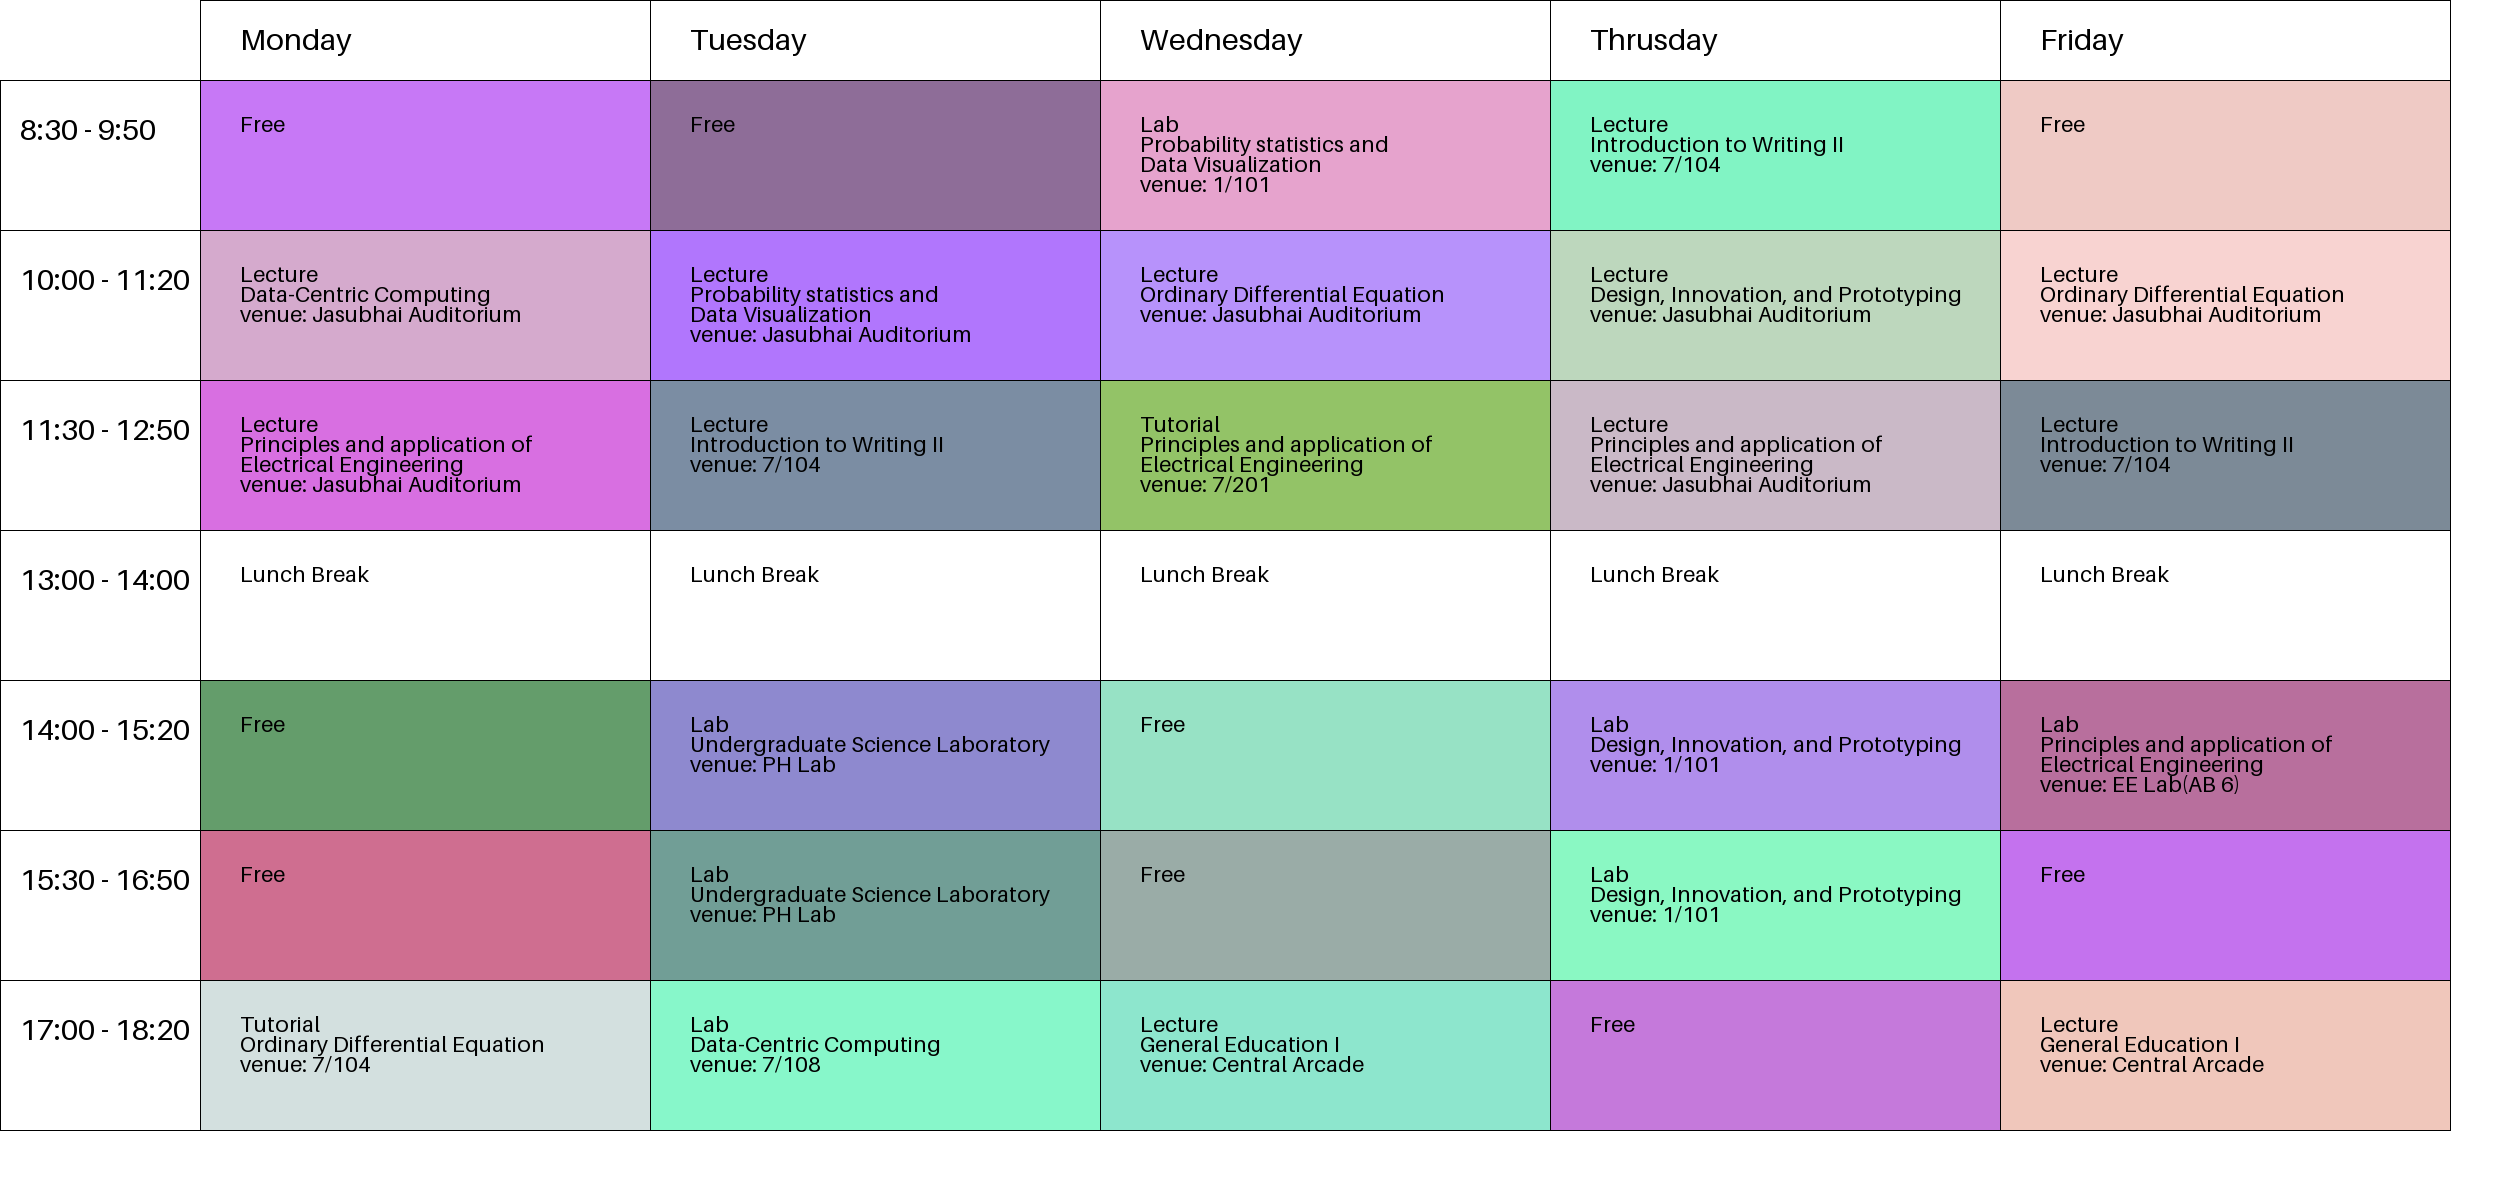 Monday
Tuesday
Wednesday
Thrusday
Friday
8:30 - 9:50
Free
Free
Lab
Probability statistics and
Data Visualization
venue: 1/101
Lecture
Introduction to Writing II
venue: 7/104
Free
10:00 - 11:20
Lecture
Data-Centric Computing
venue: Jasubhai Auditorium
Lecture
Probability statistics and
Data Visualization
venue: Jasubhai Auditorium
Lecture
Ordinary Differential Equation
venue: Jasubhai Auditorium
Lecture
Design, Innovation, and Prototyping
venue: Jasubhai Auditorium
Lecture
Ordinary Differential Equation
venue: Jasubhai Auditorium
11:30 - 12:50
Lecture
Principles and application of
Electrical Engineering
venue: Jasubhai Auditorium
Lecture
Introduction to Writing II
venue: 7/104
Tutorial
Principles and application of
Electrical Engineering
venue: 7/201
Lecture
Principles and application of
Electrical Engineering
venue: Jasubhai Auditorium
Lecture
Introduction to Writing II
venue: 7/104
13:00 - 14:00
Lunch Break
Lunch Break
Lunch Break
Lunch Break
Lunch Break
14:00 - 15:20
Free
Lab
Undergraduate Science Laboratory
venue: PH Lab
Free
Lab
Design, Innovation, and Prototyping
venue: 1/101
Lab
Principles and application of
Electrical Engineering
venue: EE Lab(AB 6)
15:30 - 16:50
Free
Lab
Undergraduate Science Laboratory
venue: PH Lab
Free
Lab
Design, Innovation, and Prototyping
venue: 1/101
Free
17:00 - 18:20
Tutorial
Ordinary Differential Equation
venue: 7/104
Lab
Data-Centric Computing
venue: 7/108
Lecture
General Education I
venue: Central Arcade
Free
Lecture
General Education I
venue: Central Arcade